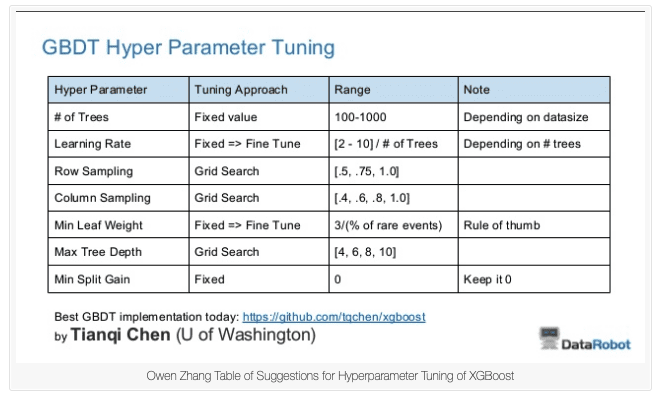 GBDT Hyper Parameter Tuning
Hyper Parameter Tuning Approach Range Note
# of Trees Fixed value 100-1000 Depending on datasize
Learning Rate Fixed => Fine Tune [2 - 10] / # of Trees Depending on # trees
Row Sampling Grid Search [.5, .75, 1.0]
Column Sampling Grid Search [.4, .6, .8, 1.0]
Min Leaf Weight Fixed => Fine Tune 3/(% of rare events) Rule of thumb
Max Tree Depth Grid Search [4, 6, 8, 10]
Min Split Gain Fixed 0 Keep it 0
Best GBDT implementation today: https://github.com/tqchen/xgboost
by Tianqi Chen (U of Washington)
DataRobot
Owen Zhang Table of Suggestions for Hyperparameter Tuning of XGBoost